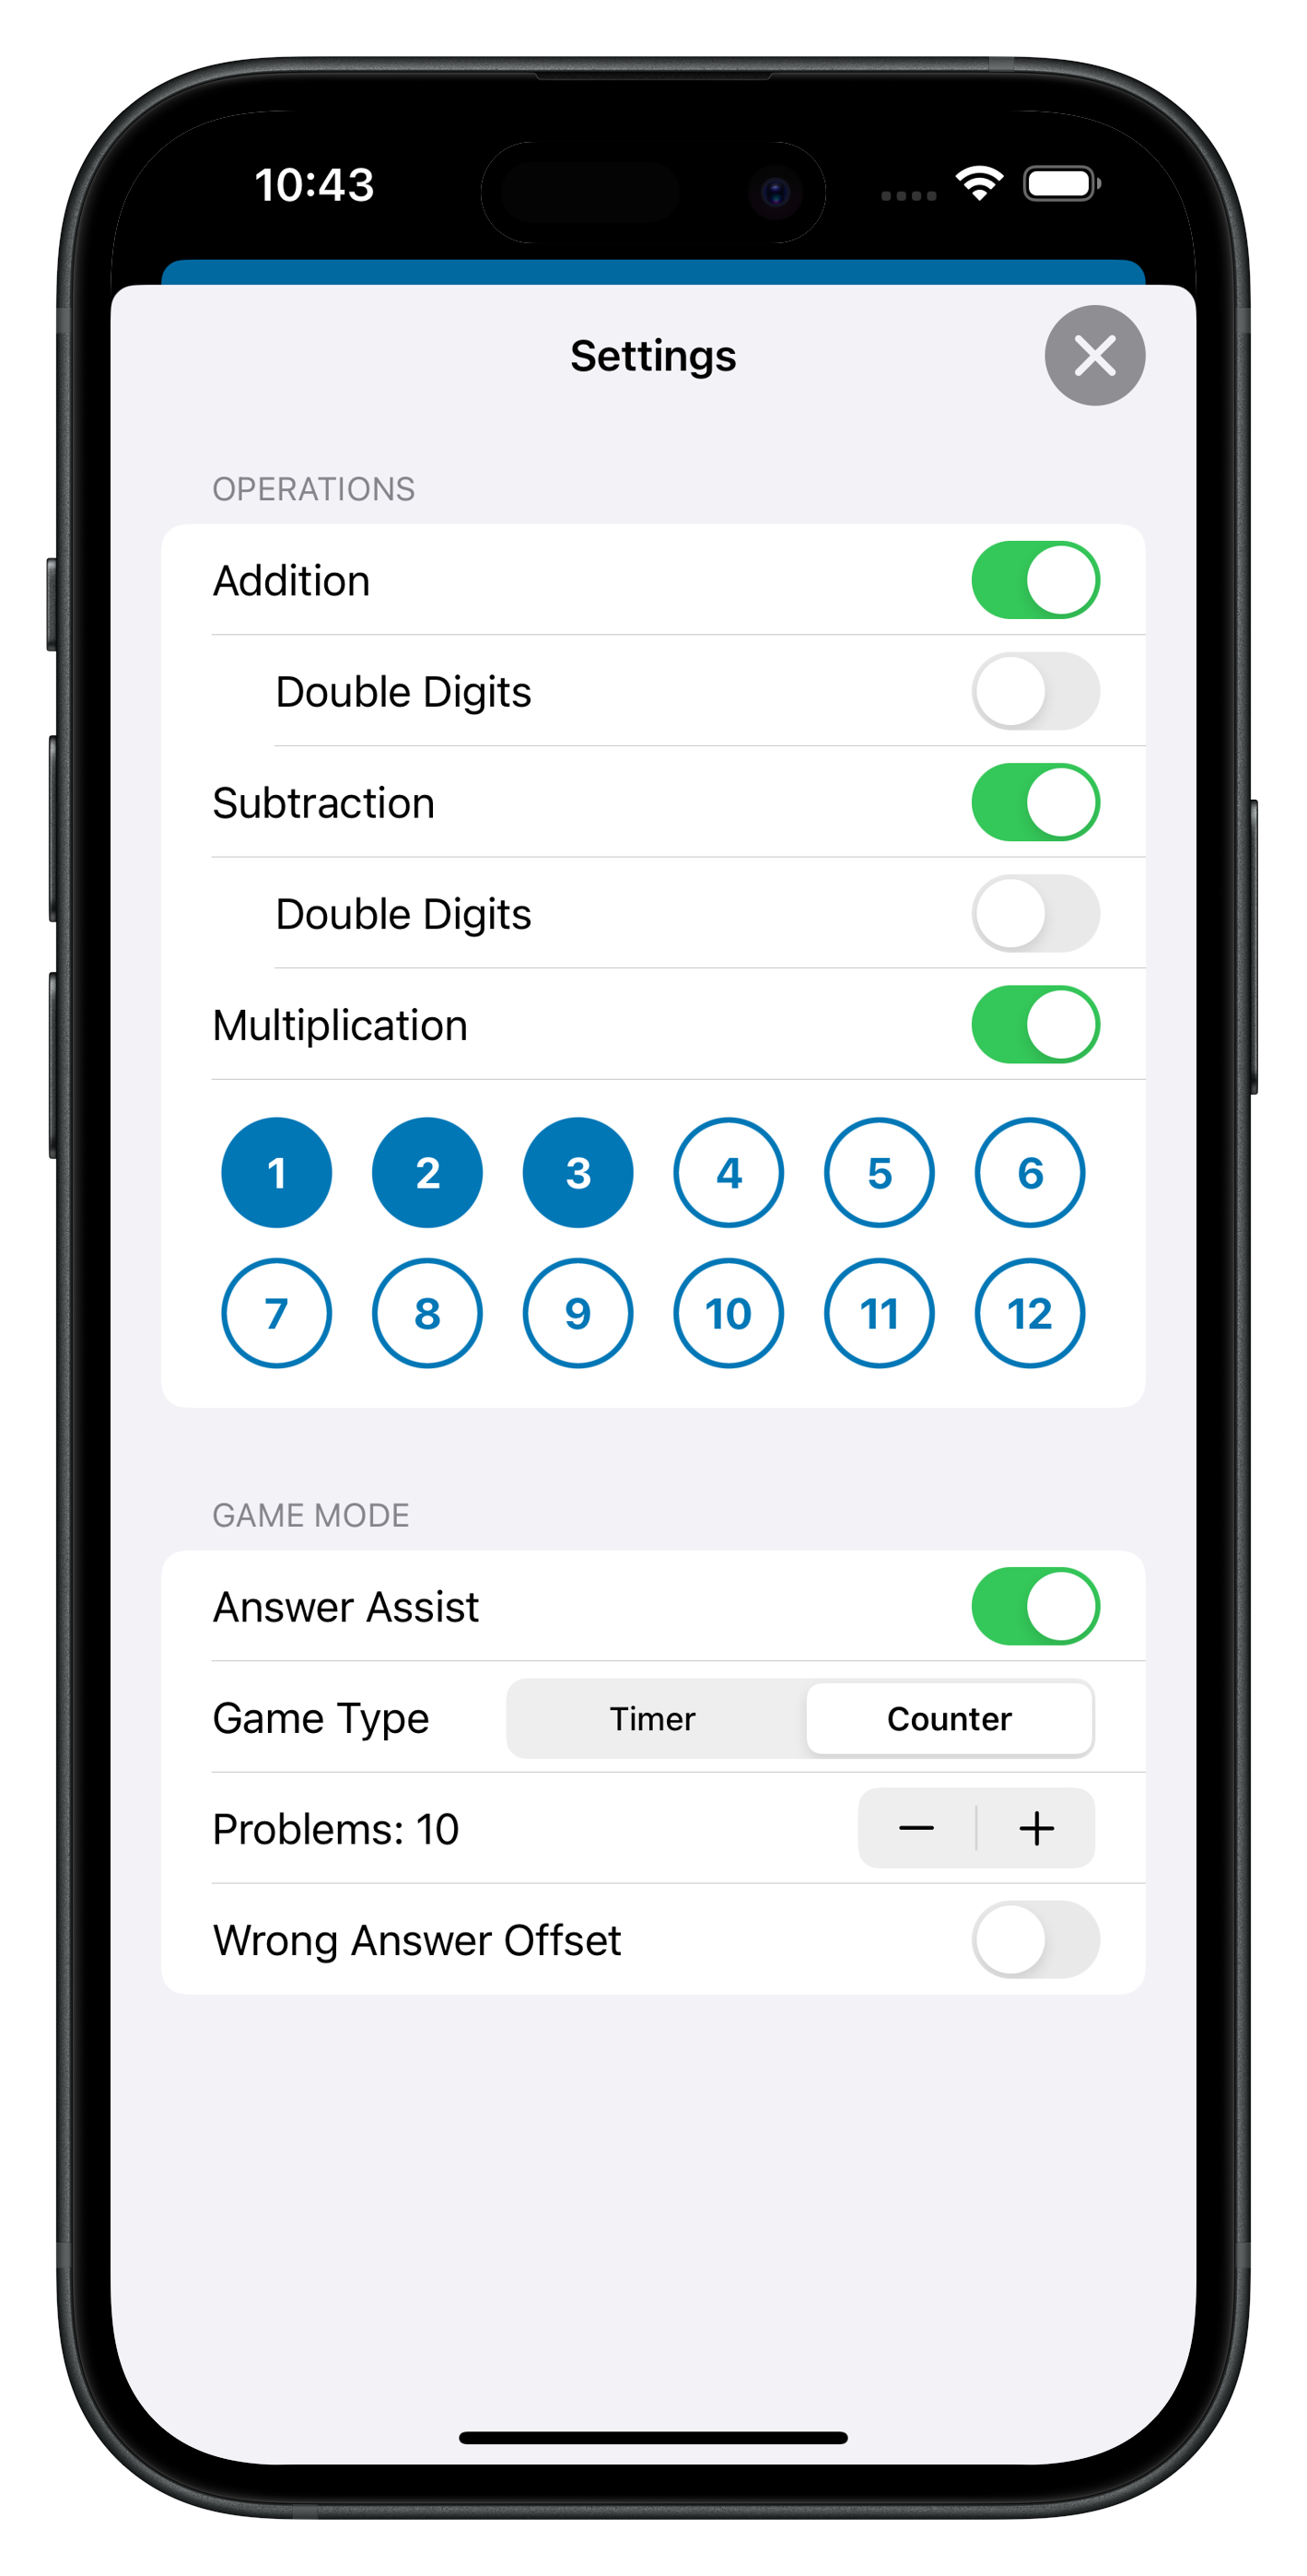 10:43
Settings
OPERATIONS
Addition
Double Digits
Subtraction
Double Digits
Multiplication
1 2 3 4 5 6
7 8 9 10 11 12
GAME MODE
Answer Assist
Game Type Timer Counter
Problems: 10 − +
Wrong Answer Offset